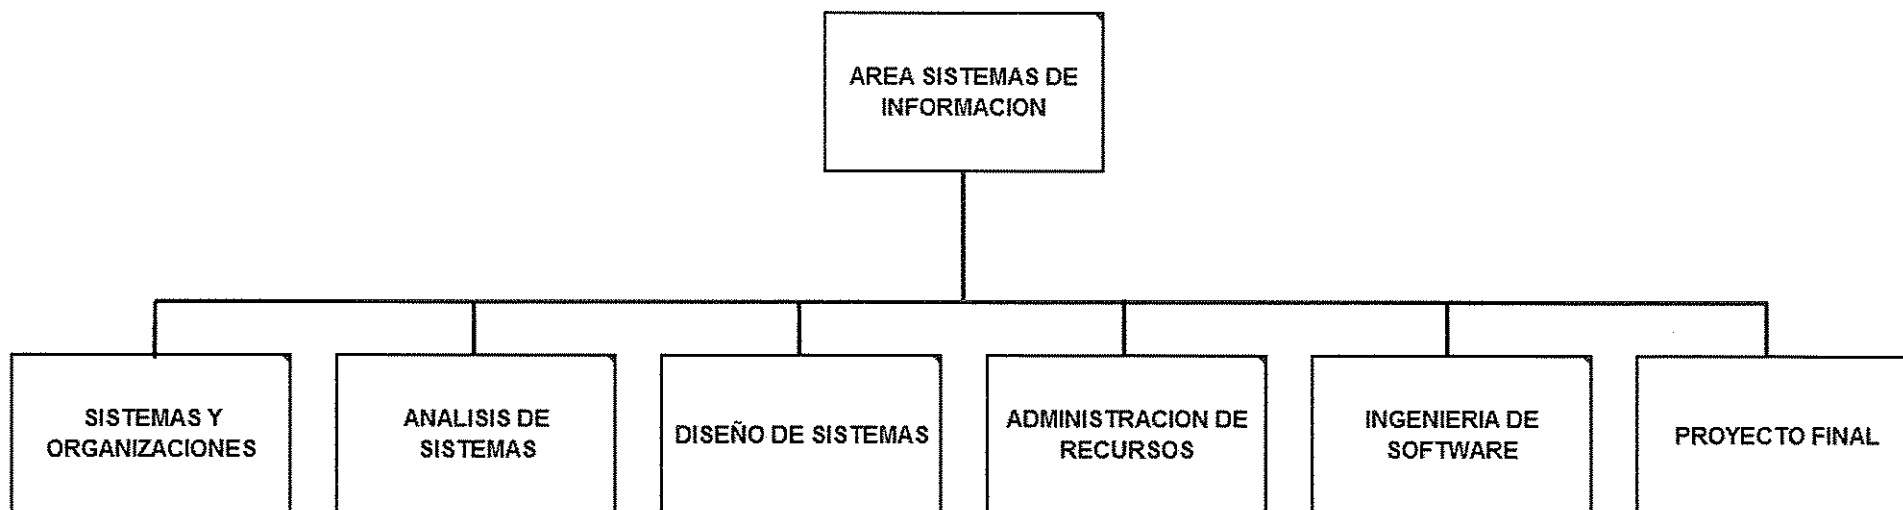 AREA SISTEMAS DE
INFORMACION
SISTEMAS Y
ORGANIZACIONES
ANALISIS DE
SISTEMAS
DISEÑO DE SISTEMAS
ADMINISTRACION DE
RECURSOS
INGENIERIA DE
SOFTWARE
PROYECTO FINAL